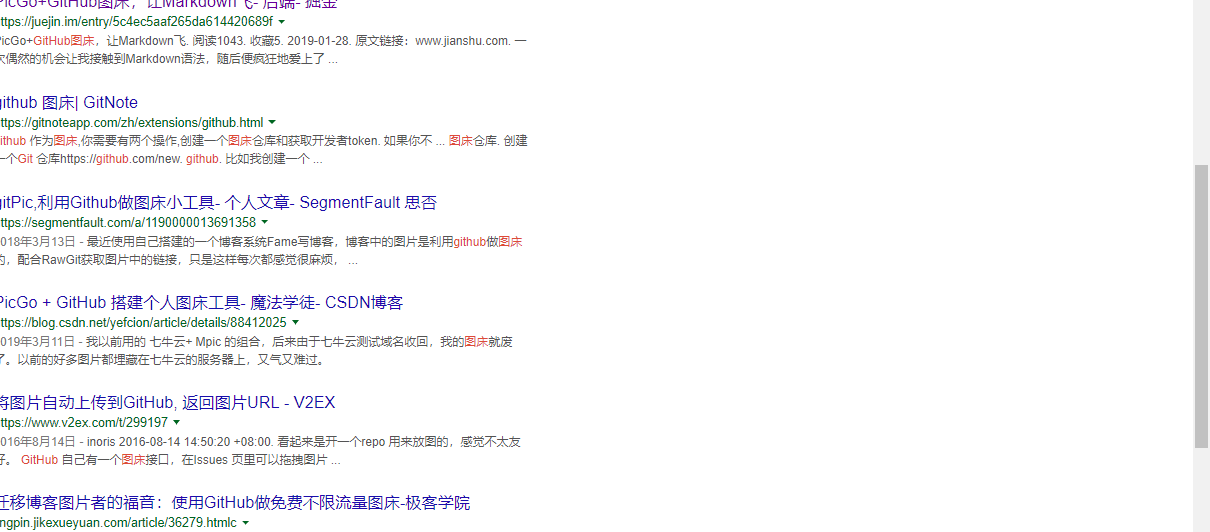 PicGo+GitHub图床，让Markdown飞- 后端- 掘金
https://juejin.im/entry/5c4ec5aaf265da614420689f
PicGo+GitHub图床，让Markdown飞. 阅读1043. 收藏5. 2019-01-28. 原文链接：www.jianshu.com. 一
次偶然的机会让我接触到Markdown语法，随后便疯狂地爱上了 ...
github 图床| GitNote
https://gitnoteapp.com/zh/extensions/github.html
github 作为图床,你需要有两个操作,创建一个图床仓库和获取开发者token. 如果你不 ... 图床仓库. 创建
一个Git 仓库https://github.com/new. github. 比如我创建一个 ...
gitPic,利用Github做图床小工具- 个人文章- SegmentFault 思否
https://segmentfault.com/a/1190000013691358
2018年3月13日 - 最近使用自己搭建的一个博客系统Fame写博客，博客中的图片是利用github做图床
的，配合RawGit获取图片中的链接，只是这样每次都感觉很麻烦， ...
PicGo + GitHub 搭建个人图床工具- 魔法学徒- CSDN博客
https://blog.csdn.net/yefcion/article/details/88412025
2019年3月11日 - 我以前用的 七牛云+ Mpic 的组合，后来由于七牛云测试域名收回，我的图床就废
了。以前的好多图片都埋藏在七牛云的服务器上，又气又难过。
将图片自动上传到GitHub, 返回图片URL - V2EX
https://www.v2ex.com/t/299197
2016年8月14日 - inoris 2016-08-14 14:50:20 +08:00. 看起来是开一个repo 用来放图的，感觉不太友
好。 GitHub 自己有一个图床接口，在Issues 页里可以拖拽图片 ...
迁移博客图片者的福音：使用GitHub做免费不限流量图床-极客学院
ngpin.jikexueyuan.com/article/36279.htmlc